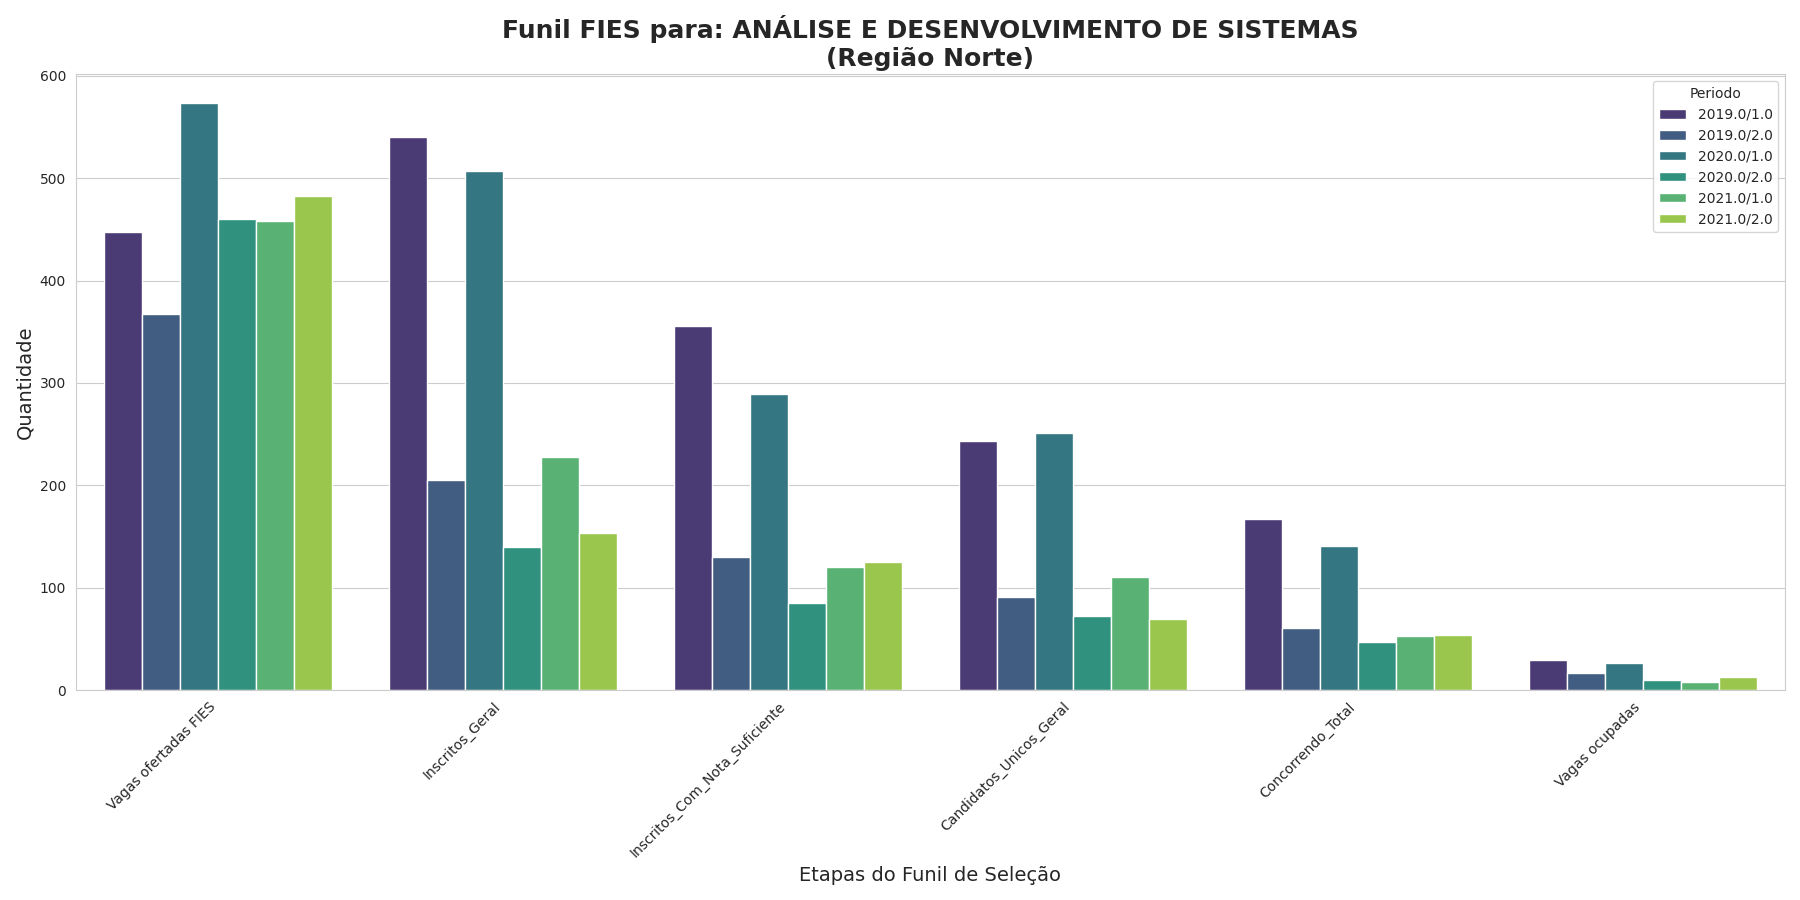 Funil FIES para: ANÁLISE E DESENVOLVIMENTO DE SISTEMAS
(Região Norte)
Quantidade
600
500
400
300
200
100
0
Periodo
2019.0/1.0
2019.0/2.0
2020.0/1.0
2020.0/2.0
2021.0/1.0
2021.0/2.0
Vagas ofertadas FIES
Inscritos_Geral
Inscritos_Com_Nota_Suficiente
Candidatos_Unicos_Geral
Concorrendo_Total
Vagas ocupadas
Etapas do Funil de Seleção